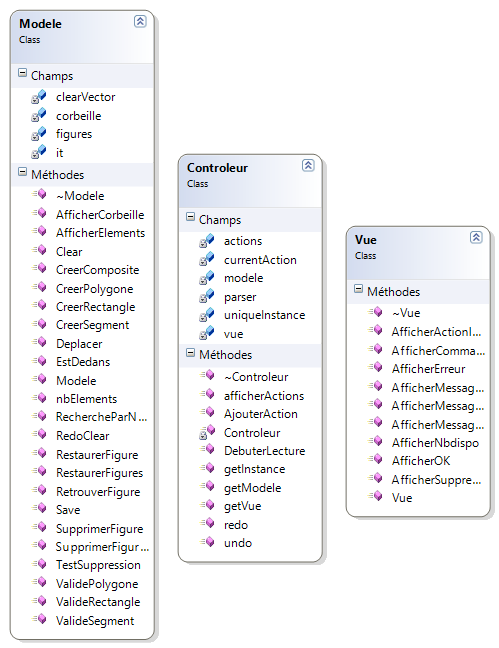 Modele
Class
Champs
clearVector
corbeille
figures
it
Méthodes
~Modele
AfficherCorbeille
AfficherElements
Clear
CreerComposite
CreerPolygone
CreerRectangle
CreerSegment
Deplacer
EstDedans
Modele
nbElements
RechercheParN...
RedoClear
RestaurerFigure
RestaurerFigures
RetrouverFigure
Save
SupprimerFigure
SupprimerFigur...
TestSuppression
ValidePolygone
ValideRectangle
ValideSegment
Controleur
Class
Champs
actions
currentAction
modele
parser
uniqueInstance
vue
Méthodes
~Controleur
afficherActions
AjouterAction
Controleur
DebuterLecture
getInstance
getModele
getVue
redo
undo
Vue
Class
Méthodes
~Vue
AfficherActionI...
AfficherComma...
AfficherErreur
AfficherMessag...
AfficherMessag...
AfficherMessag...
AfficherNbdispo
AfficherOK
AfficherSuppre...
Vue